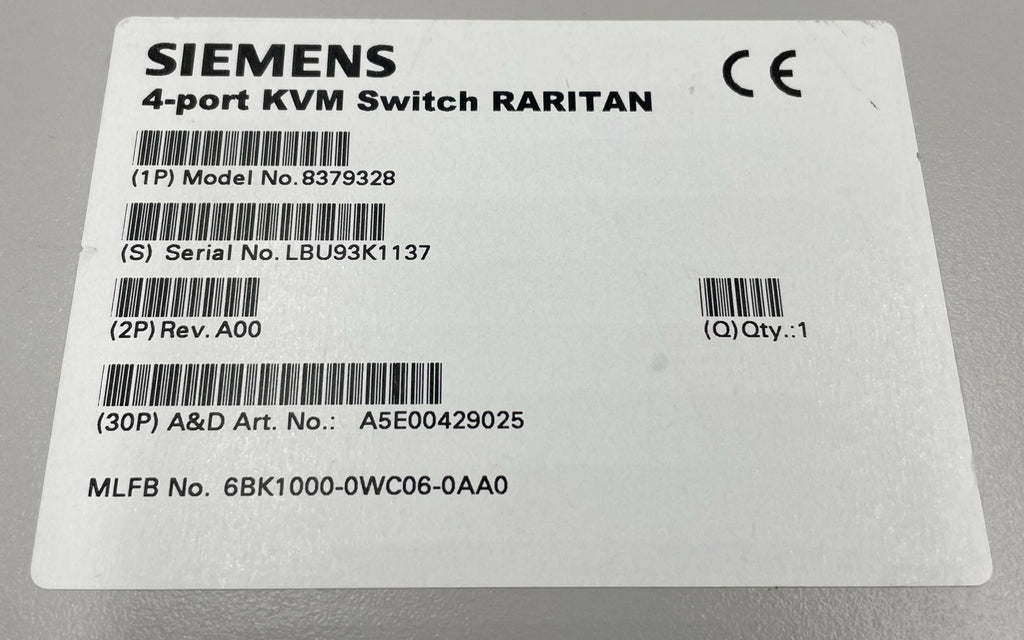 SIEMENS
4-port KVM Switch RARITAN
CE
(1P) Model No. 8379328
(S) Serial No. LBU93K1137
(2P) Rev. A00
(Q) Qty.:1
(30P) A&D Art. No.: A5E00429025
MLFB No. 6BK1000-0WC06-0AA0